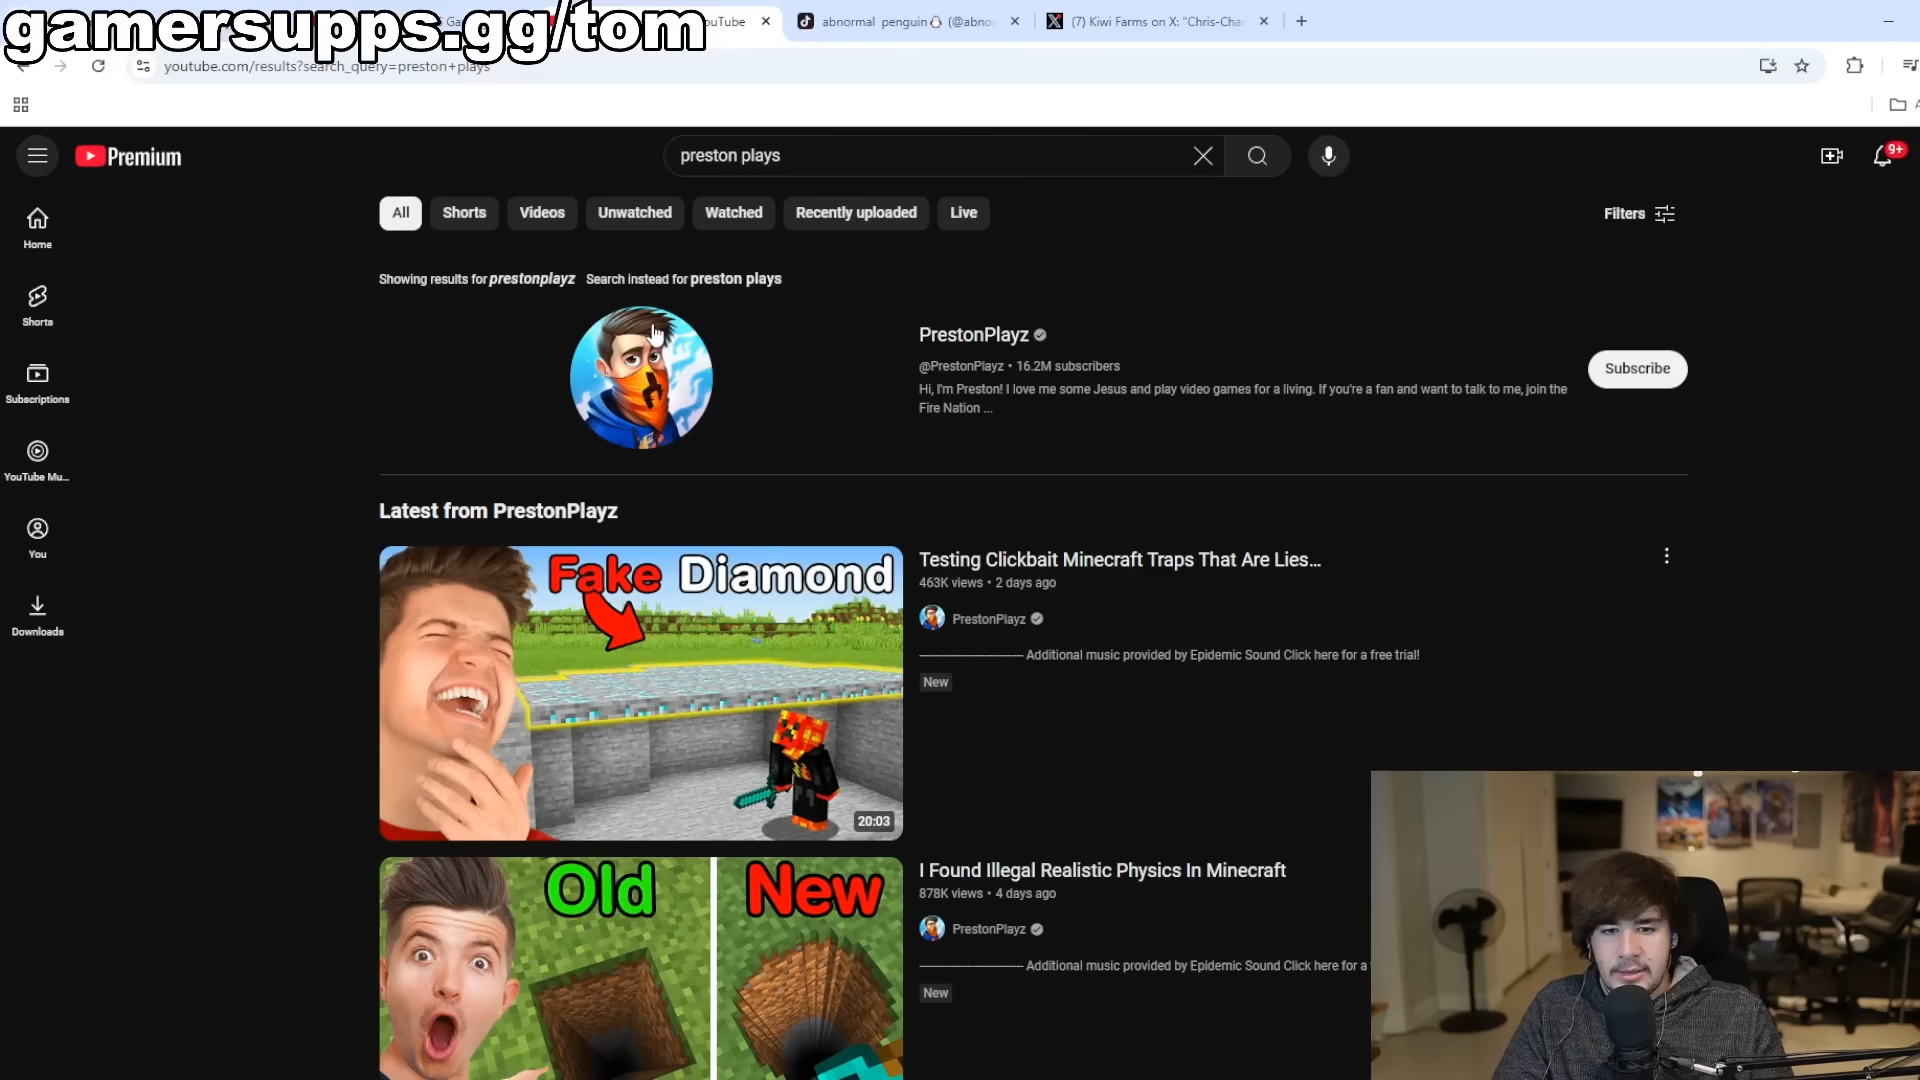 gamersupps.gg/tom
YouTube
abnormal penguin🐧 (@abnor
(7) Kiwi Farms on X: "Chris-Cha
youtube.com/results?search_query=preston+plays
Premium
preston plays
9+
Home
Shorts
Subscriptions
YouTube Mu...
You
Downloads
All
Shorts
Videos
Unwatched
Watched
Recently uploaded
Live
Filters
Showing results for prestonplayz Search instead for preston plays
PrestonPlayz
@PrestonPlayz • 16.2M subscribers
Hi, I'm Preston! I love me some Jesus and play video games for a living. If you're a fan and want to talk to me, join the
Fire Nation ...
Subscribe
Latest from PrestonPlayz
Fake Diamond
20:03
Testing Clickbait Minecraft Traps That Are Lies...
463K views • 2 days ago
PrestonPlayz
Additional music provided by Epidemic Sound Click here for a free trial!
New
Old
New
I Found Illegal Realistic Physics In Minecraft
878K views • 4 days ago
PrestonPlayz
Additional music provided by Epidemic Sound Click here for a
New